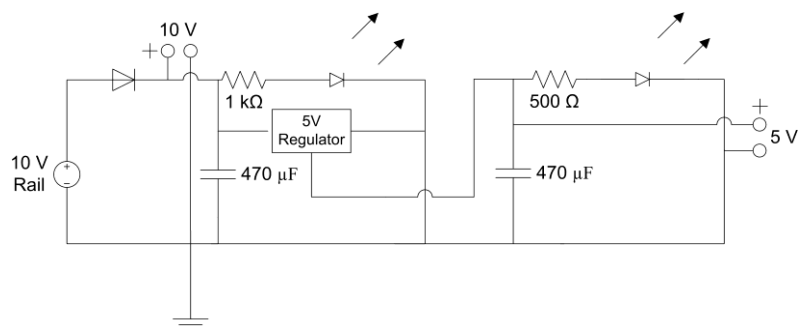 10 V
+
1 kΩ
5V
Regulator
10 V
Rail
+
−
470 μF
500 Ω
470 μF
+
5 V